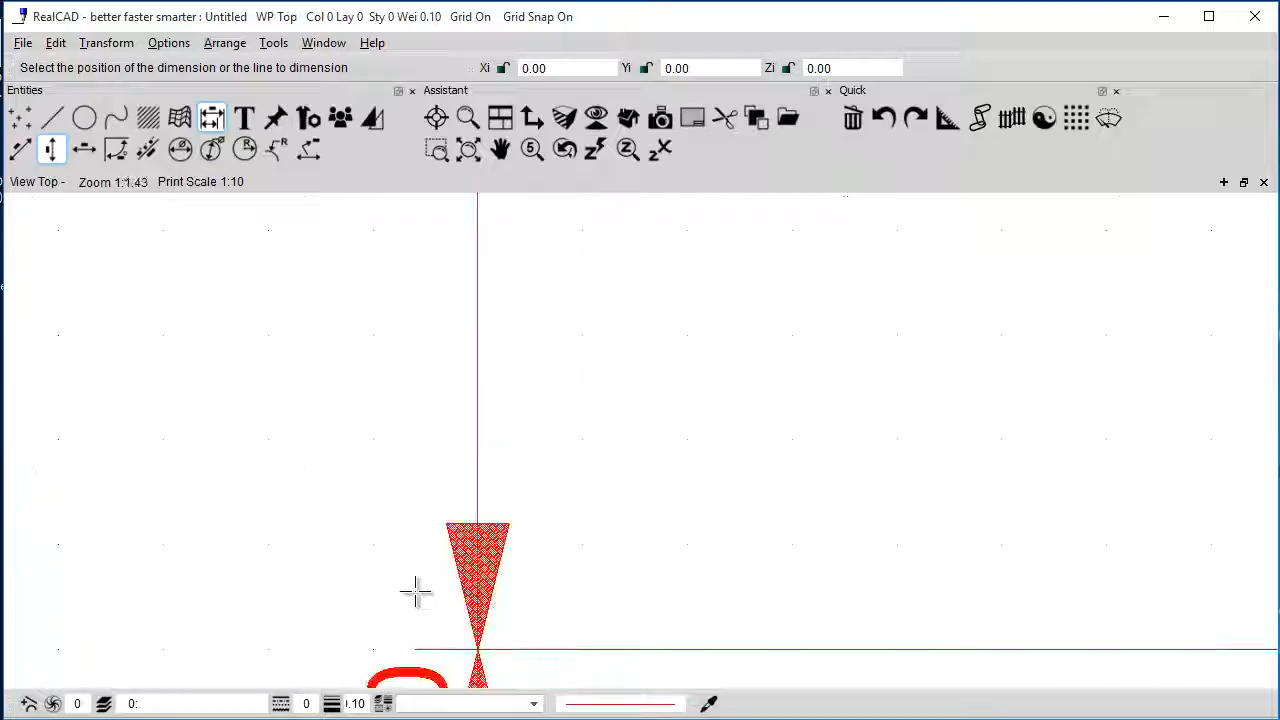 RealCAD - better faster smarter : Untitled WP Top Col 0 Lay 0 Sty 0 Wei 0.10 Grid On Grid Snap On
File Edit Transform Options Arrange Tools Window Help
Select the position of the dimension or the line to dimension Xi 0.00 Yi 0.00 Zi 0.00
Entities Assistant Quick
View Top - Zoom 1:1.43 Print Scale 1:10
0 0: 0 0.10